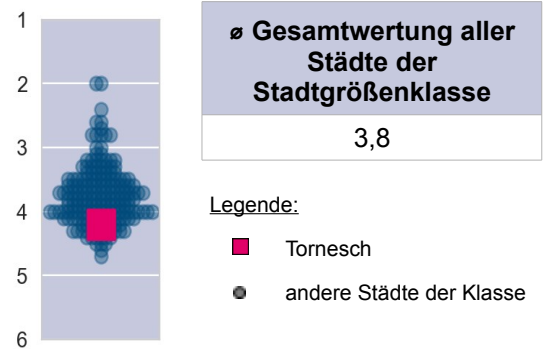 1
2
3
4
5
6
ø Gesamtwertung aller
Städte der
Stadtgrößenklasse
3,8
Legende:
Tornesch
andere Städte der Klasse